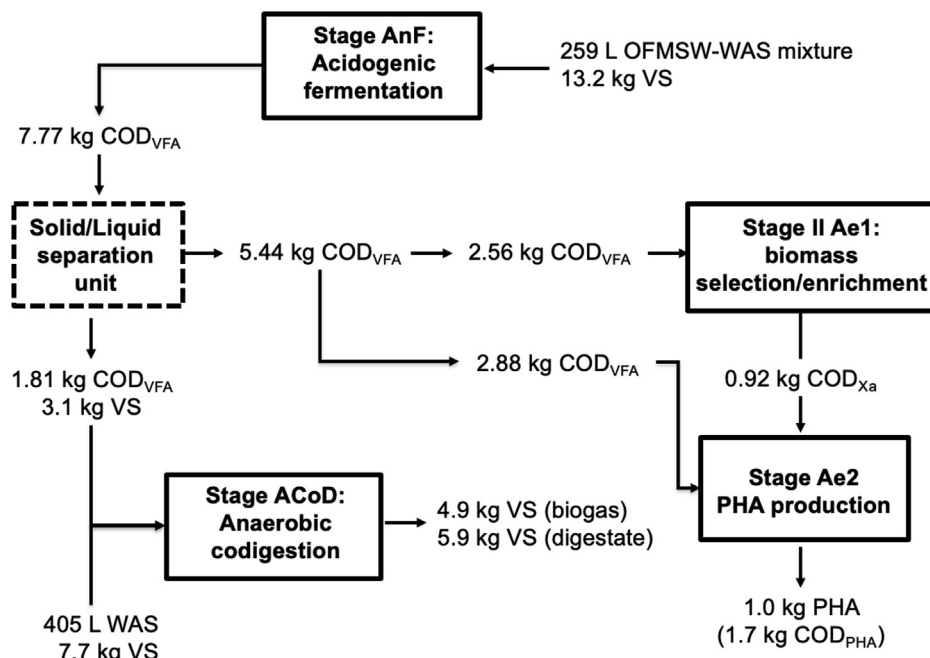 Stage AnF:
Acidogenic
fermentation
259 L OFMSW-WAS mixture
13.2 kg VS
7.77 kg COD_VFA
Solid/Liquid
separation
unit
5.44 kg COD_VFA
2.56 kg COD_VFA
Stage II Ae1:
biomass
selection/enrichment
2.88 kg COD_VFA
0.92 kg COD_Xa
1.81 kg COD_VFA
3.1 kg VS
Stage Ae2
PHA production
Stage ACoD:
Anaerobic
codigestion
4.9 kg VS (biogas)
5.9 kg VS (digestate)
405 L WAS
7.7 kg VS
1.0 kg PHA
(1.7 kg COD_PHA)